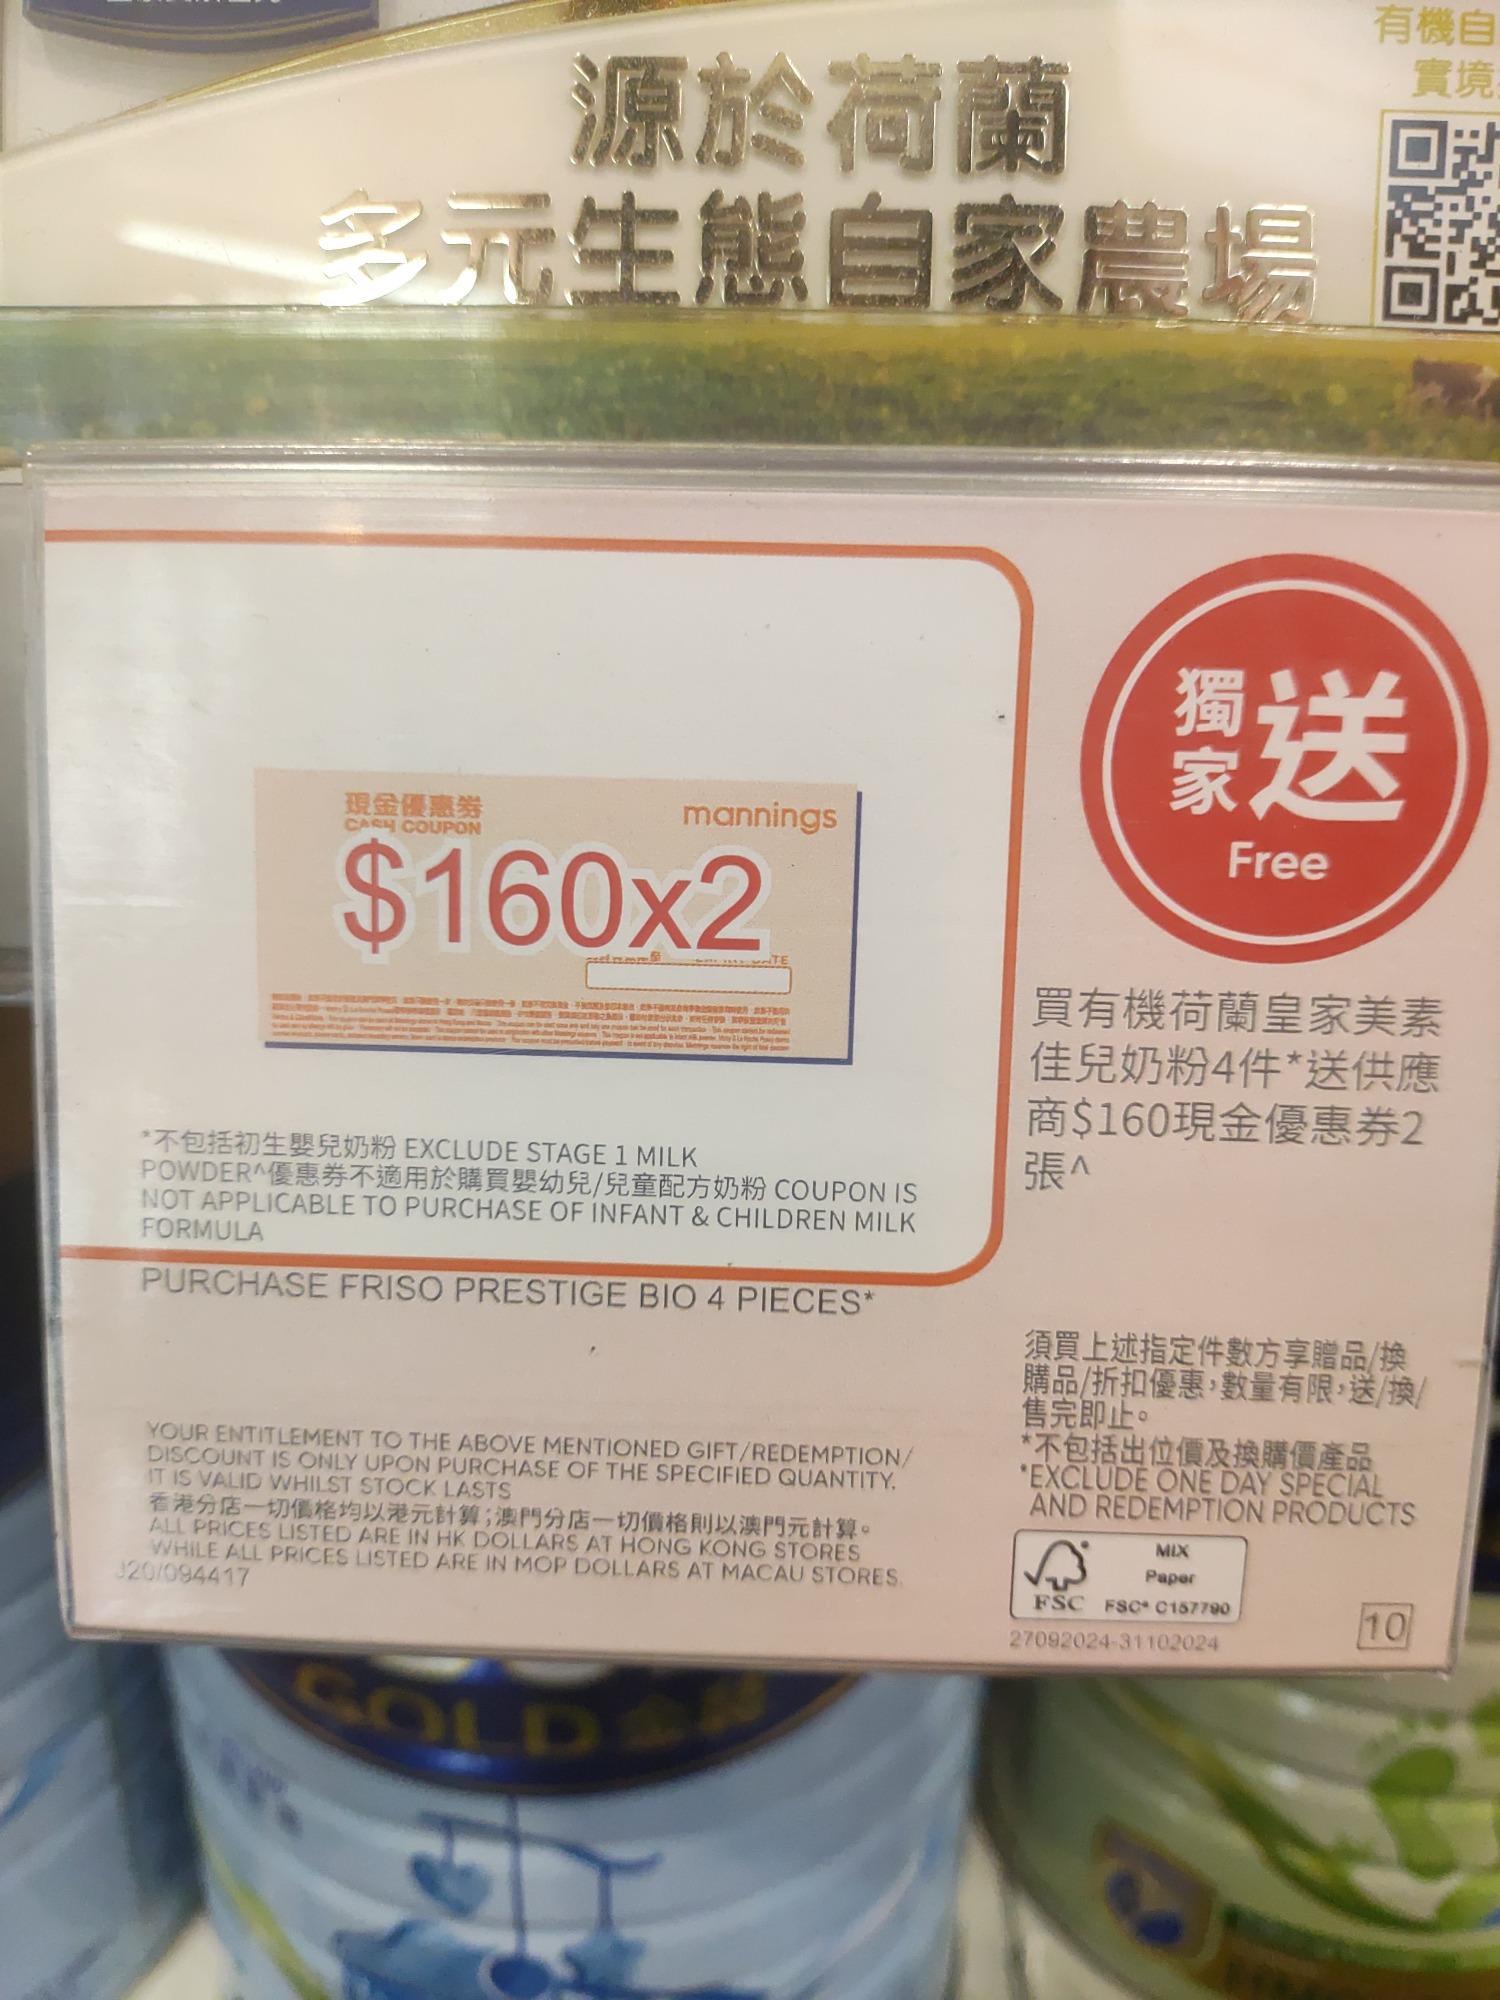 源於荷蘭
多元生態自家農場
有機自
實境
現金優惠券
CASH COUPON
mannings
$160x2
獨家送
Free
買有機荷蘭皇家美素
佳兒奶粉4件*送供應
商$160現金優惠券2
張^
*不包括初生嬰兒奶粉 EXCLUDE STAGE 1 MILK
POWDER^優惠券不適用於購買嬰幼兒/兒童配方奶粉 COUPON IS
NOT APPLICABLE TO PURCHASE OF INFANT & CHILDREN MILK
FORMULA
PURCHASE FRISO PRESTIGE BIO 4 PIECES*
須買上述指定件數方享贈品/換
購品/折扣優惠，數量有限，送/換/
售完即止。
*不包括出位價及換購價產品
*EXCLUDE ONE DAY SPECIAL
AND REDEMPTION PRODUCTS
YOUR ENTITLEMENT TO THE ABOVE MENTIONED GIFT/REDEMPTION/
DISCOUNT IS ONLY UPON PURCHASE OF THE SPECIFIED QUANTITY.
IT IS VALID WHILST STOCK LASTS
香港分店一切價格均以港元計算；澳門分店一切價格則以澳門元計算。
ALL PRICES LISTED ARE IN HK DOLLARS AT HONG KONG STORES
WHILE ALL PRICES LISTED ARE IN MOP DOLLARS AT MACAU STORES.
J20/094417
MIX
Paper
FSC
FSC® C157790
27092024-31102024
10
GOLD